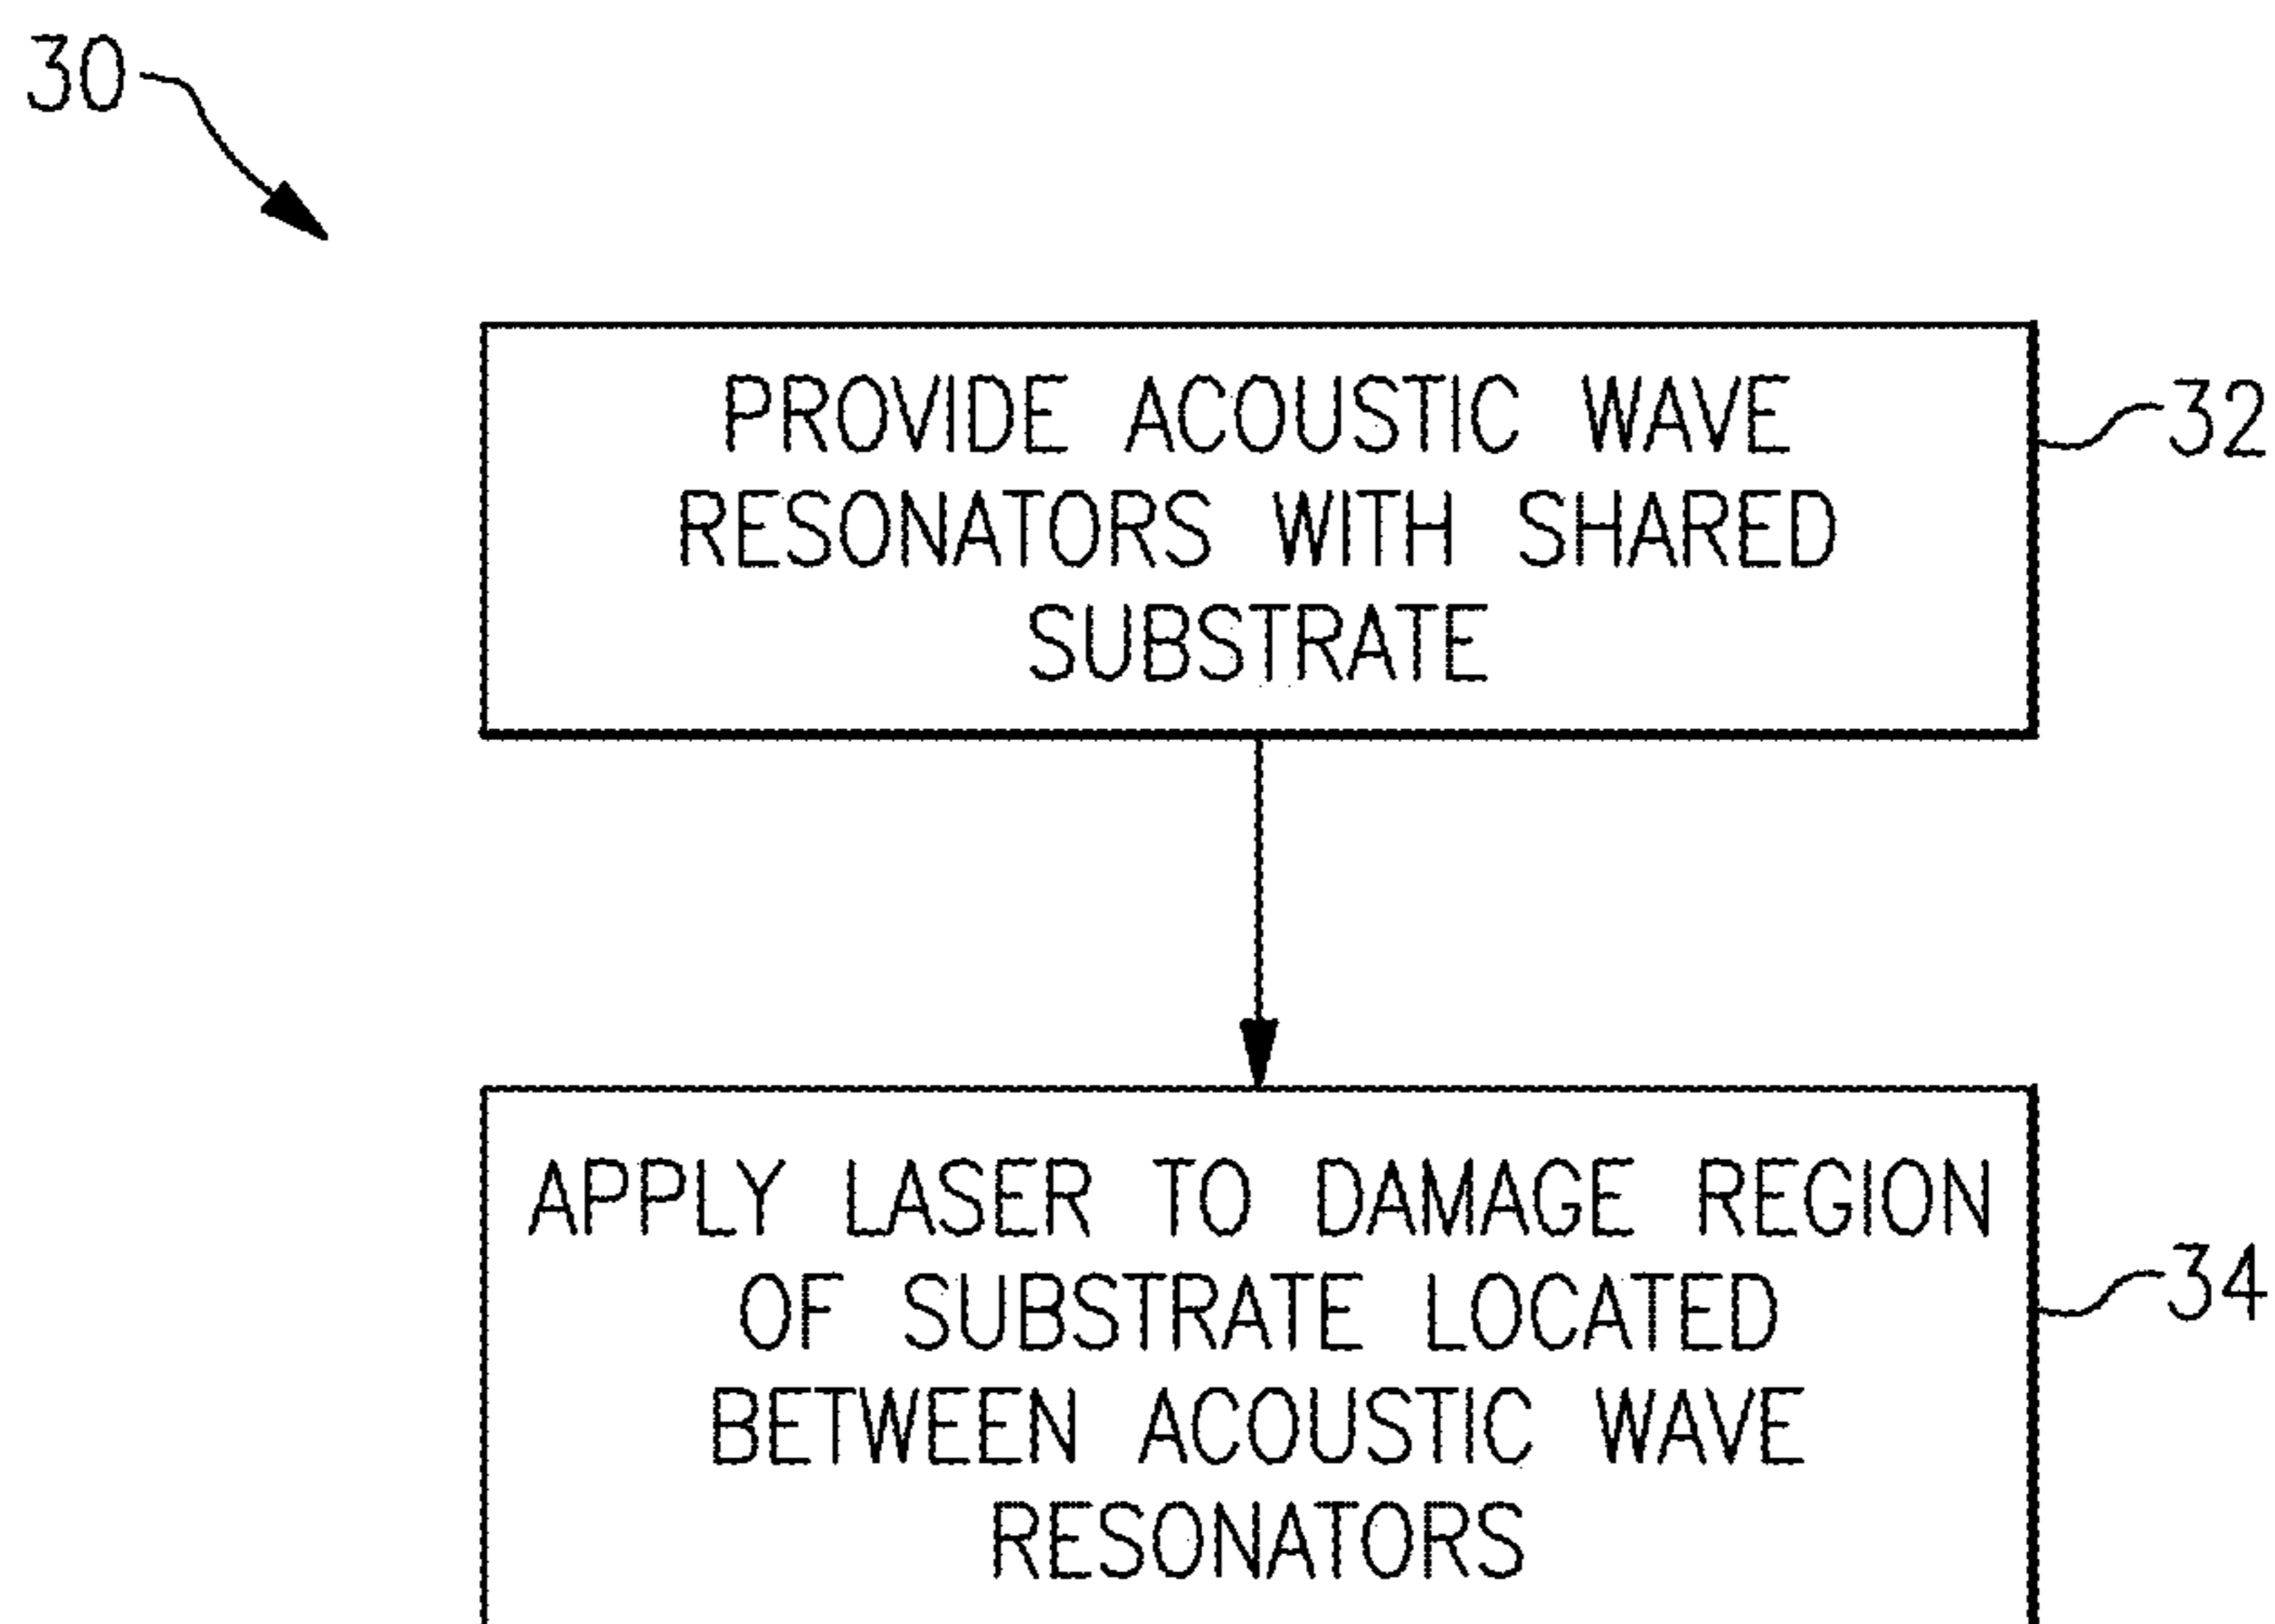 30
PROVIDE ACOUSTIC WAVE
RESONATORS WITH SHARED
SUBSTRATE
32
APPLY LASER TO DAMAGE REGION
OF SUBSTRATE LOCATED
BETWEEN ACOUSTIC WAVE
RESONATORS
34